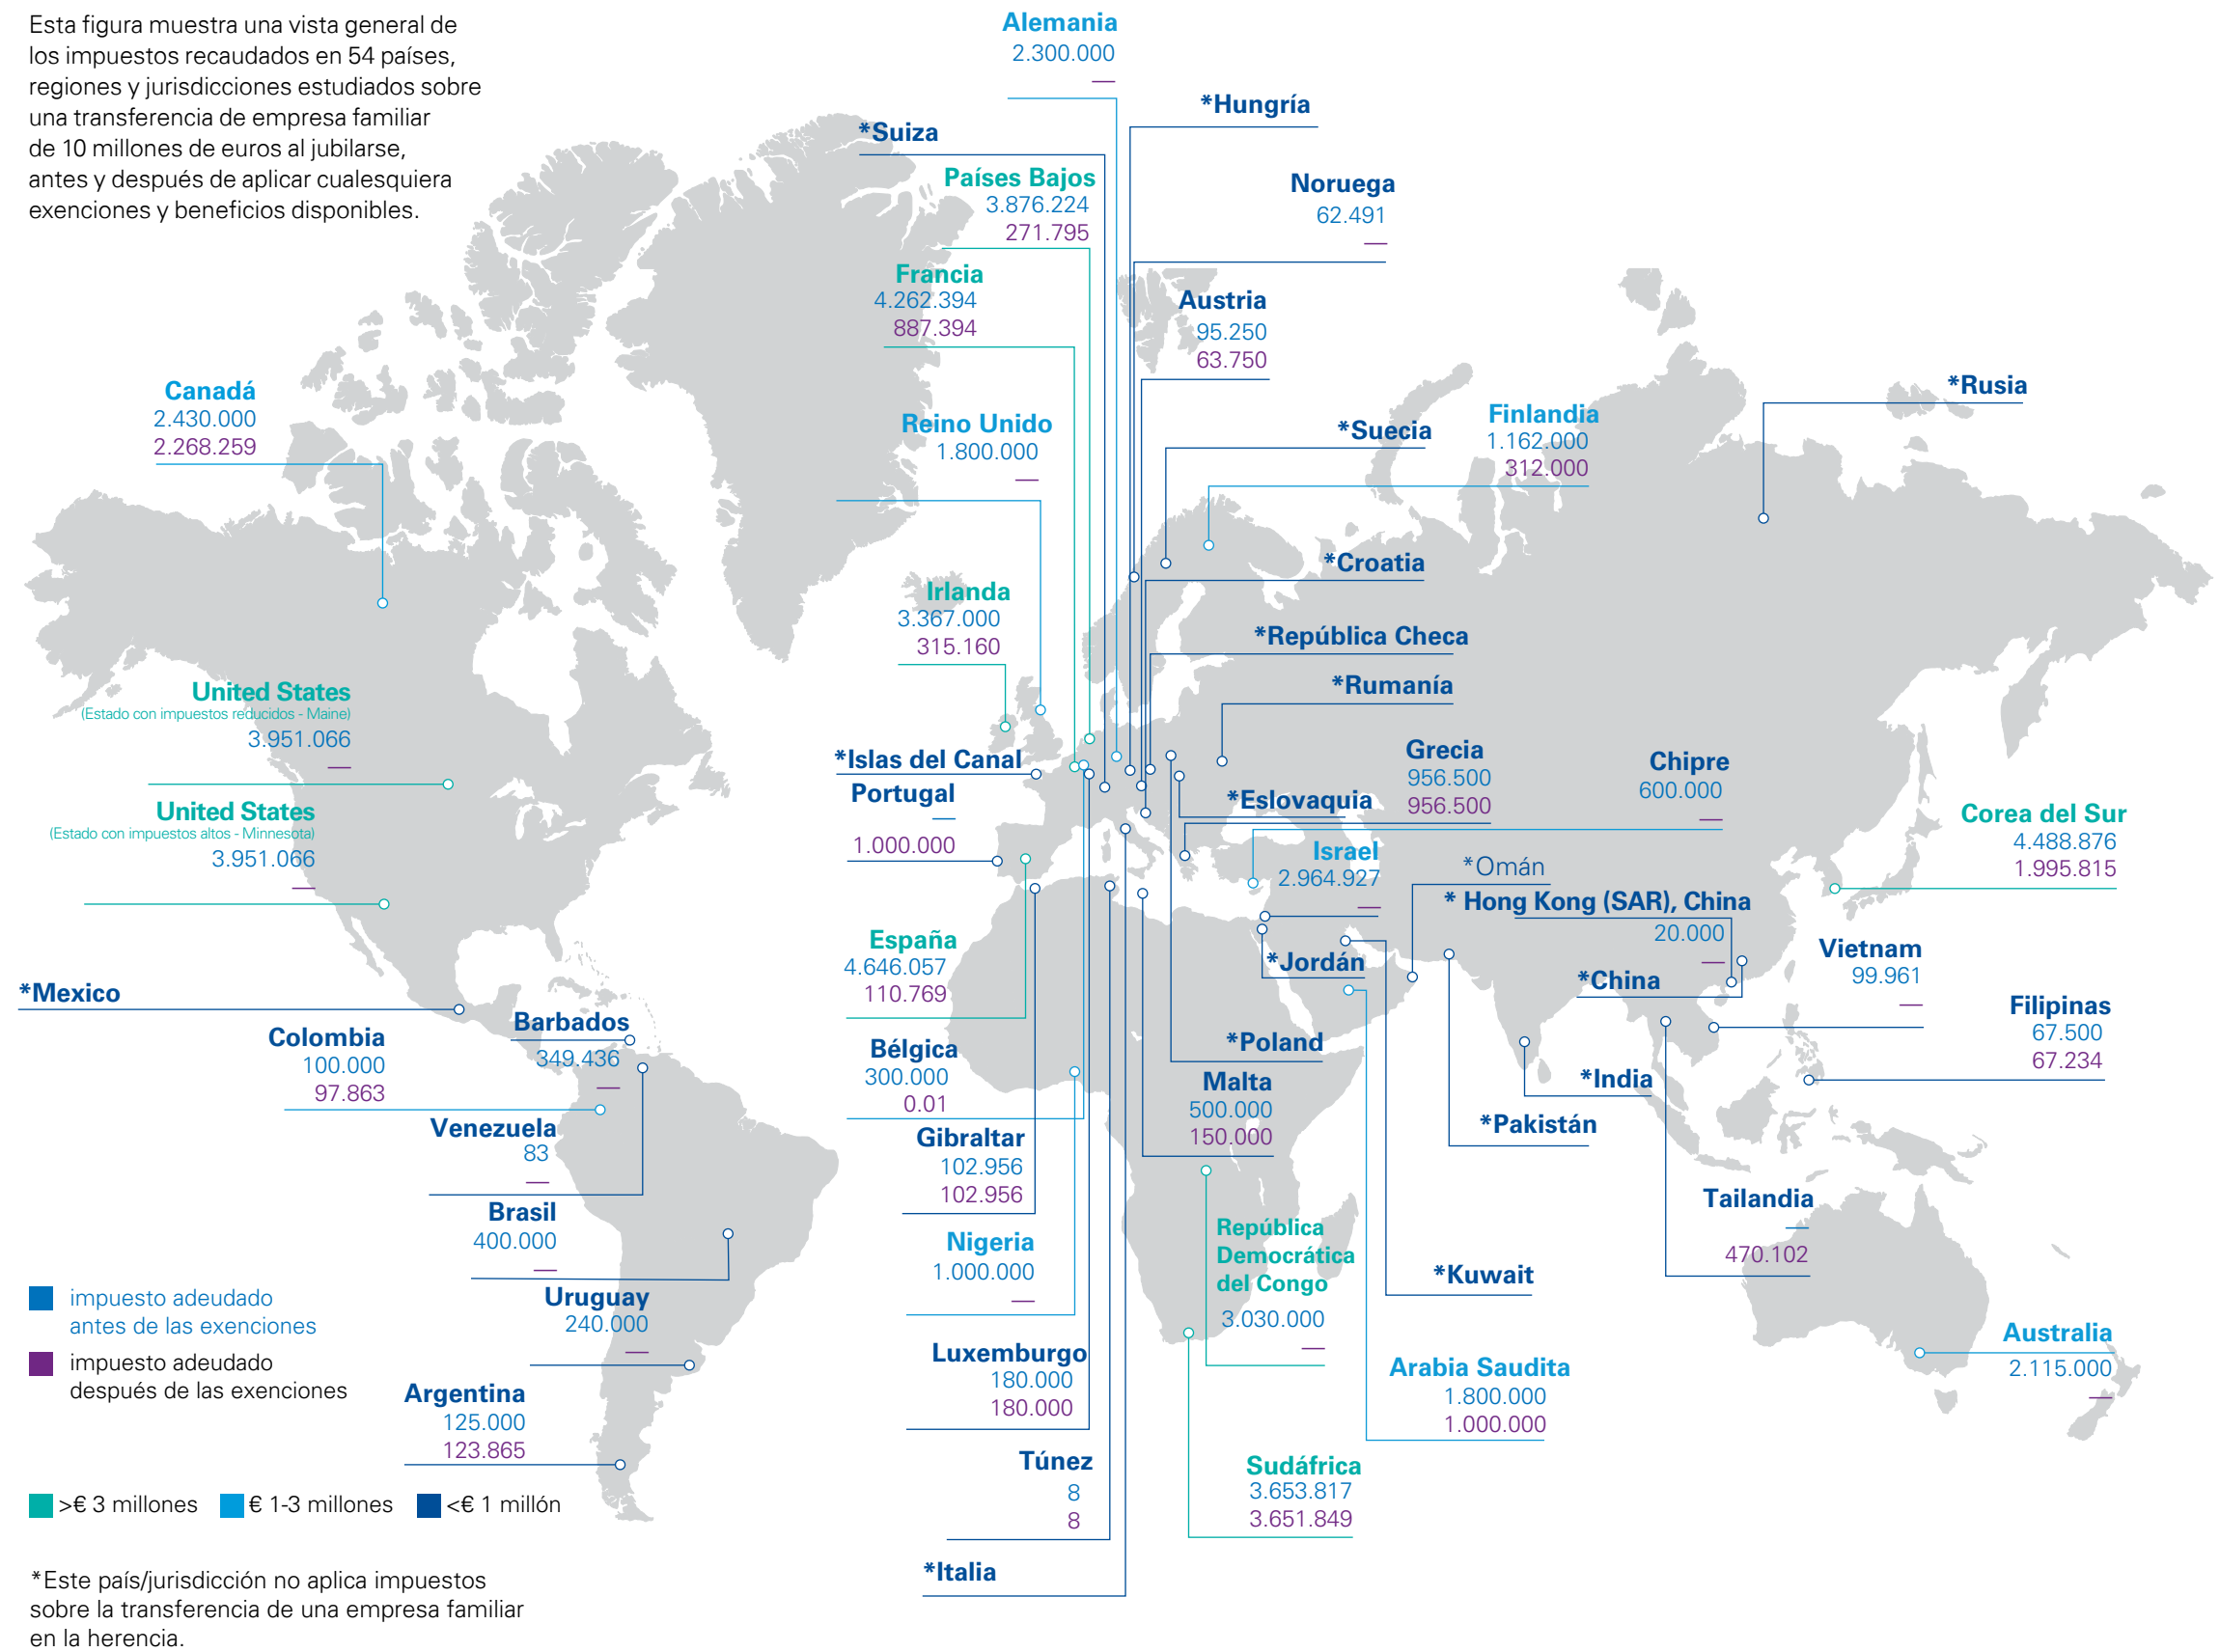 Esta figura muestra una vista general de
los impuestos recaudados en 54 países,
regiones y jurisdicciones estudiados sobre
una transferencia de empresa familiar
de 10 millones de euros al jubilarse,
antes y después de aplicar cualesquiera
exenciones y beneficios disponibles.
Alemania
2.300.000
—
*Hungría
*Suiza
Países Bajos
3.876.224
271.795
Noruega
62.491
—
Francia
4.262.394
887.394
Austria
95.250
63.750
Canadá
2.430.000
2.268.259
*Rusia
Reino Unido
1.800.000
—
*Suecia
Finlandia
1.162.000
312.000
*Croatia
Irlanda
3.367.000
315.160
*República Checa
*Rumanía
United States
(Estado con impuestos reducidos - Maine)
3.951.066
—
United States
(Estado con impuestos altos - Minnesota)
3.951.066
—
*Islas del Canal
Portugal
—
1.000.000
Grecia
956.500
956.500
*Eslovaquia
Chipre
600.000
—
Corea del Sur
4.488.876
1.995.815
Israel
2.964.927
—
*Omán
* Hong Kong (SAR), China
20.000
—
España
4.646.057
110.769
*Jordán
*China
Vietnam
99.961
—
*Mexico
Filipinas
67.500
67.234
Colombia
100.000
97.863
Barbados
349.436
—
Bélgica
300.000
0.01
*Poland
*India
Malta
500.000
150.000
*Pakistán
Venezuela
83
—
Gibraltar
102.956
102.956
Brasil
400.000
—
Tailandia
—
470.102
Nigeria
1.000.000
—
República
Democrática
del Congo
3.030.000
—
*Kuwait
impuesto adeudado
antes de las exenciones
impuesto adeudado
después de las exenciones
Uruguay
240.000
—
Luxemburgo
180.000
180.000
Arabia Saudita
1.800.000
1.000.000
Australia
2.115.000
—
Argentina
125.000
123.865
Túnez
8
8
Sudáfrica
3.653.817
3.651.849
>€ 3 millones € 1-3 millones <€ 1 millón
*Italia
*Este país/jurisdicción no aplica impuestos
sobre la transferencia de una empresa familiar
en la herencia.